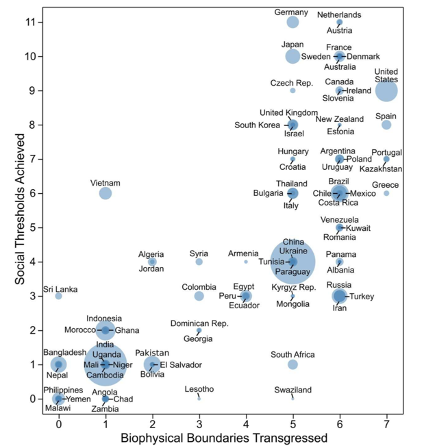 Germany
Netherlands
Austria
Japan
France
Sweden
Denmark
Australia
United
States
Czech Rep.
Canada
Ireland
Slovenia
United Kingdom
South Korea
Israel
New Zealand
Estonia
Spain
Hungary
Croatia
Argentina
Poland
Uruguay
Portugal
Kazakhstan
Vietnam
Thailand
Bulgaria
Italy
Brazil
Chile
Mexico
Costa Rica
Greece
Venezuela
Kuwait
Romania
Algeria
Jordan
Syria
Armenia
China
Ukraine
Tunisia
Paraguay
Panama
Albania
Sri Lanka
Colombia
Egypt
Peru
Ecuador
Kyrgyz Rep.
Mongolia
Russia
Turkey
Iran
Indonesia
Morocco
Ghana
Dominican Rep.
Georgia
Bangladesh
Nepal
India
Uganda
Mali
Niger
Cambodia
Pakistan
El Salvador
Bolivia
South Africa
Philippines
Yemen
Malawi
Angola
Chad
Zambia
Lesotho
Swaziland
11
10
9
8
7
6
5
4
3
2
1
0
Social Thresholds Achieved
0 1 2 3 4 5 6 7
Biophysical Boundaries Transgressed